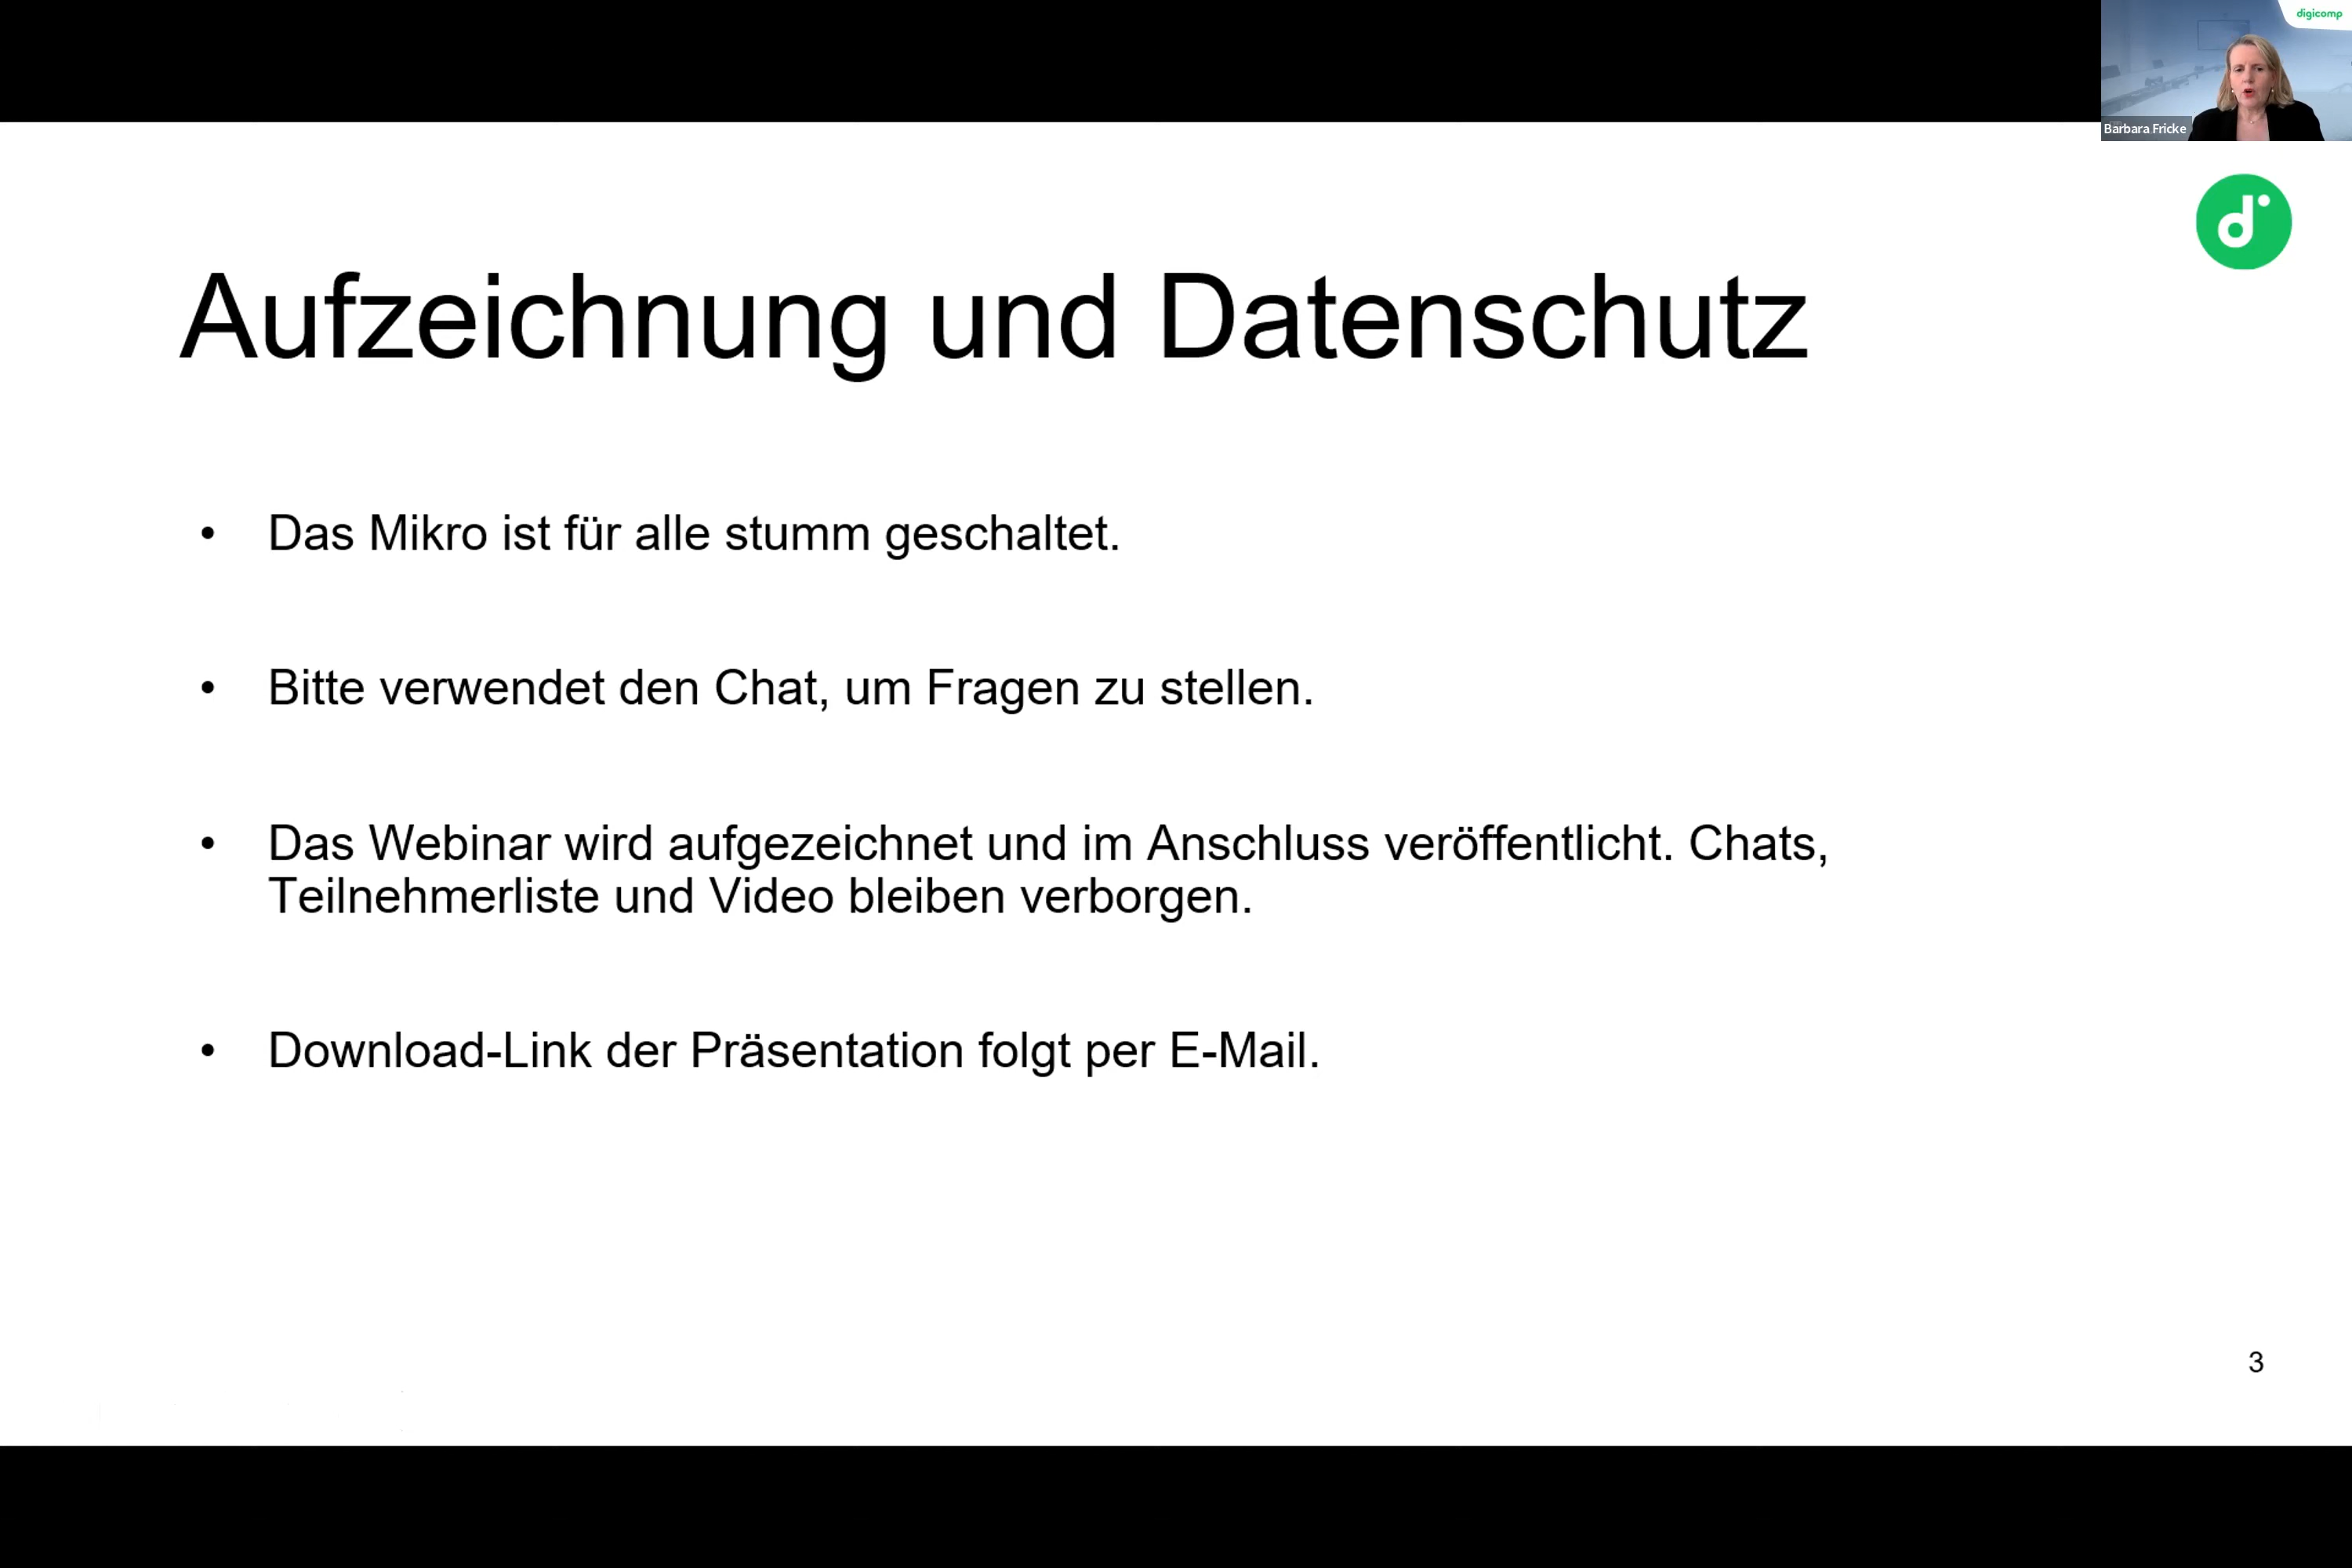 digicomp
Barbara Fricke
d
Aufzeichnung und Datenschutz
• Das Mikro ist für alle stumm geschaltet.
• Bitte verwendet den Chat, um Fragen zu stellen.
• Das Webinar wird aufgezeichnet und im Anschluss veröffentlicht. Chats,
Teilnehmerliste und Video bleiben verborgen.
• Download-Link der Präsentation folgt per E-Mail.
3